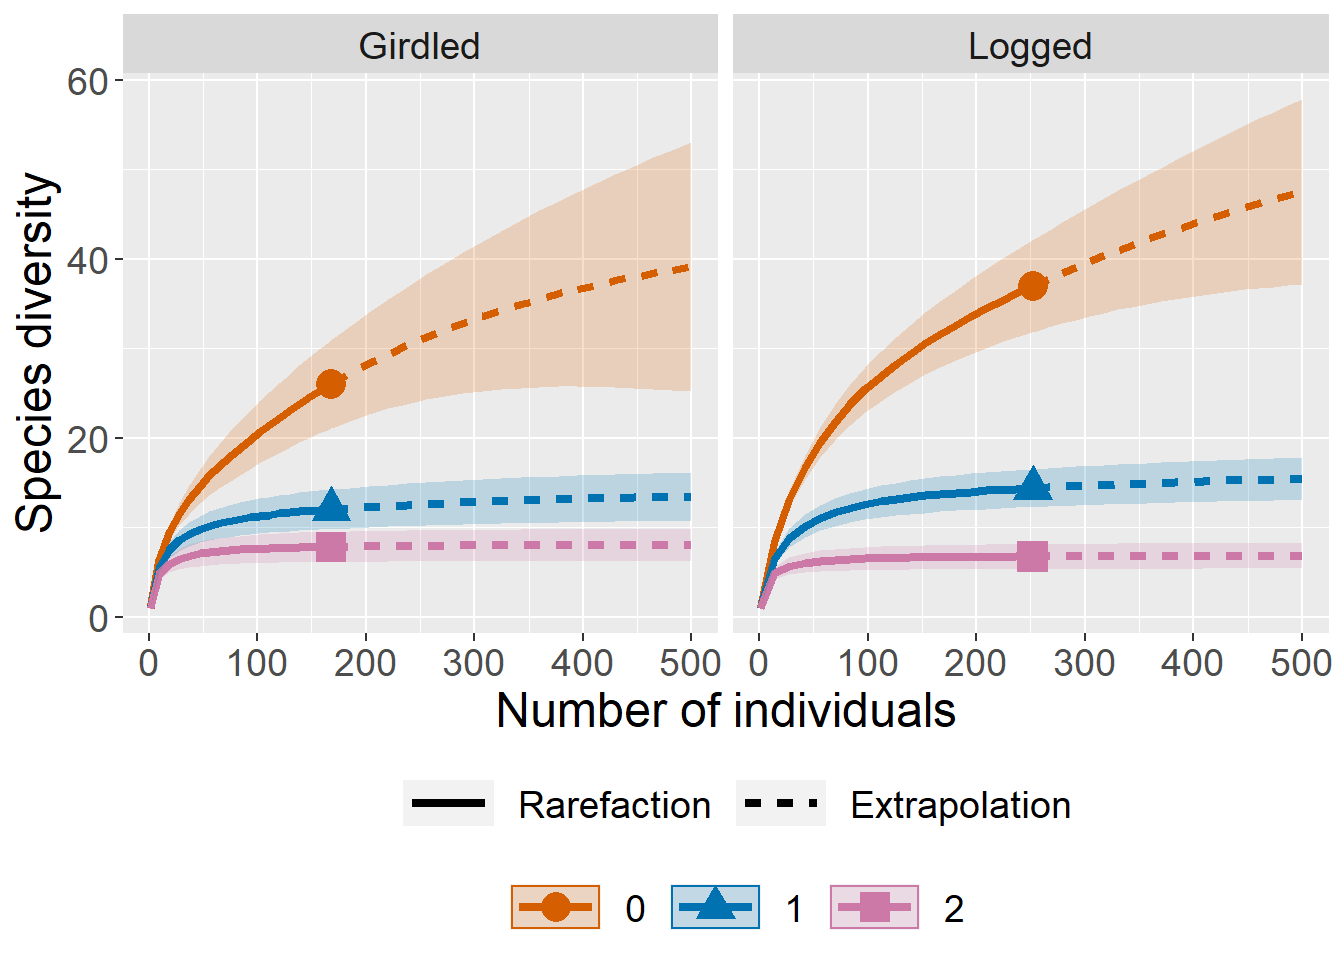 Girdled Logged
60
40
20
0
Species diversity
0 100 200 300 400 500 0 100 200 300 400 500
Number of individuals
Rarefaction Extrapolation
0 1 2